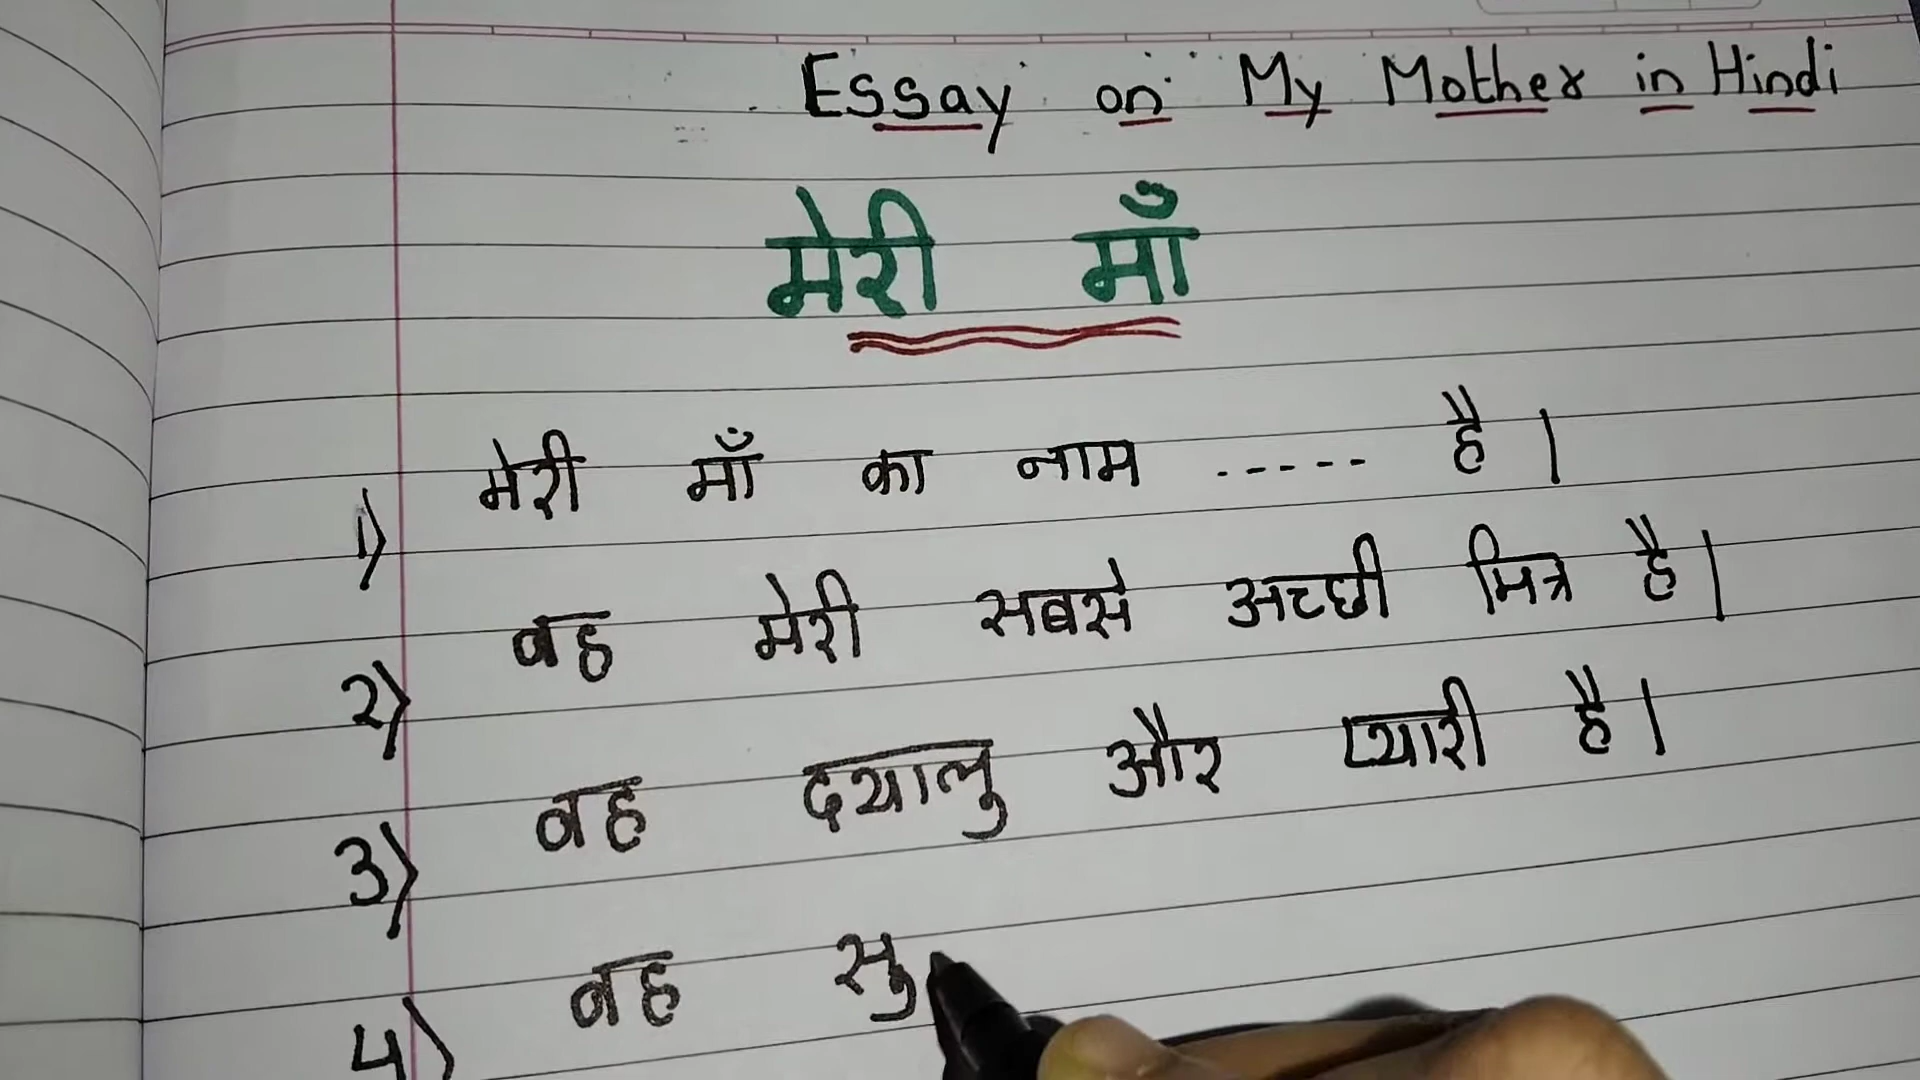 Essay on My Mother in Hindi
मेरी माँ
1) मेरी माँ का नाम ----- है।
2) वह मेरी सबसे अच्छी मित्र है।
3) वह दयालु और प्यारी है।
4) वह सु